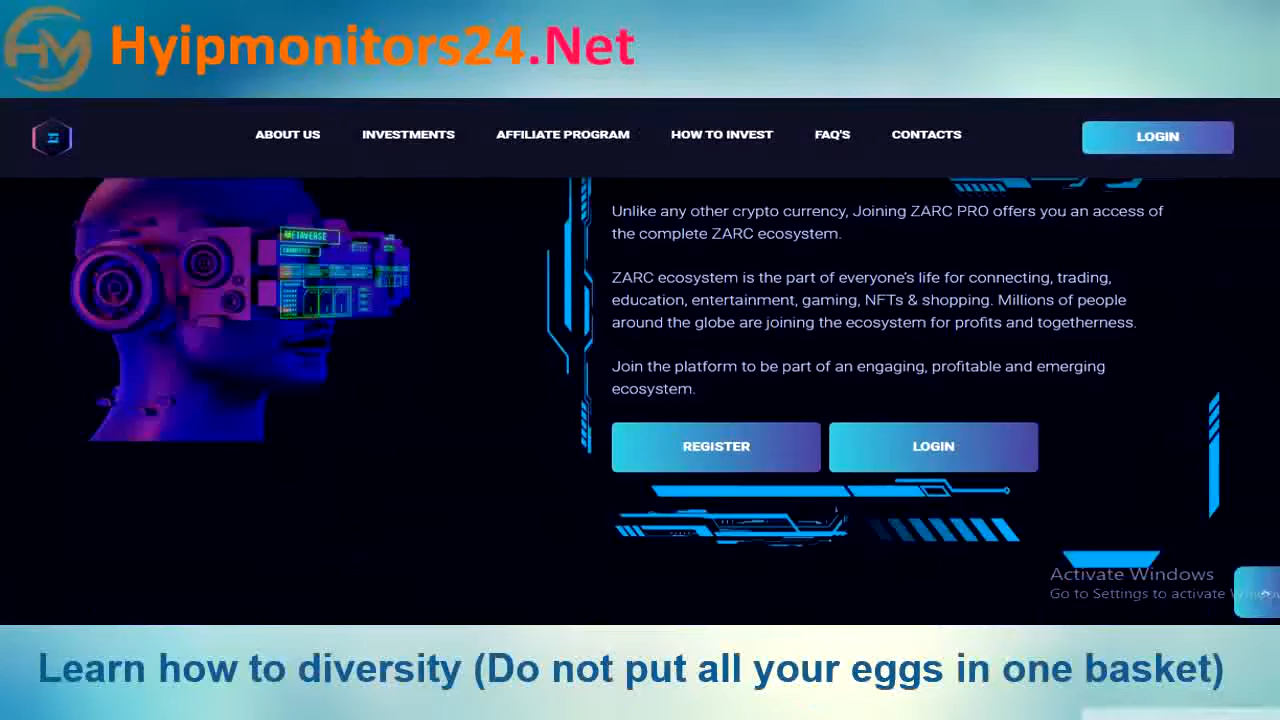 HM Hyipmonitors24.Net
ABOUT US INVESTMENTS AFFILIATE PROGRAM HOW TO INVEST FAQ'S CONTACTS LOGIN
METAVERSE
Unlike any other crypto currency, Joining ZARC PRO offers you an access of
the complete ZARC ecosystem.
ZARC ecosystem is the part of everyone's life for connecting, trading,
education, entertainment, gaming, NFTs & shopping. Millions of people
around the globe are joining the ecosystem for profits and togetherness.
Join the platform to be part of an engaging, profitable and emerging
ecosystem.
REGISTER LOGIN
Activate Windows
Go to Settings to activate Windows
Learn how to diversity (Do not put all your eggs in one basket)